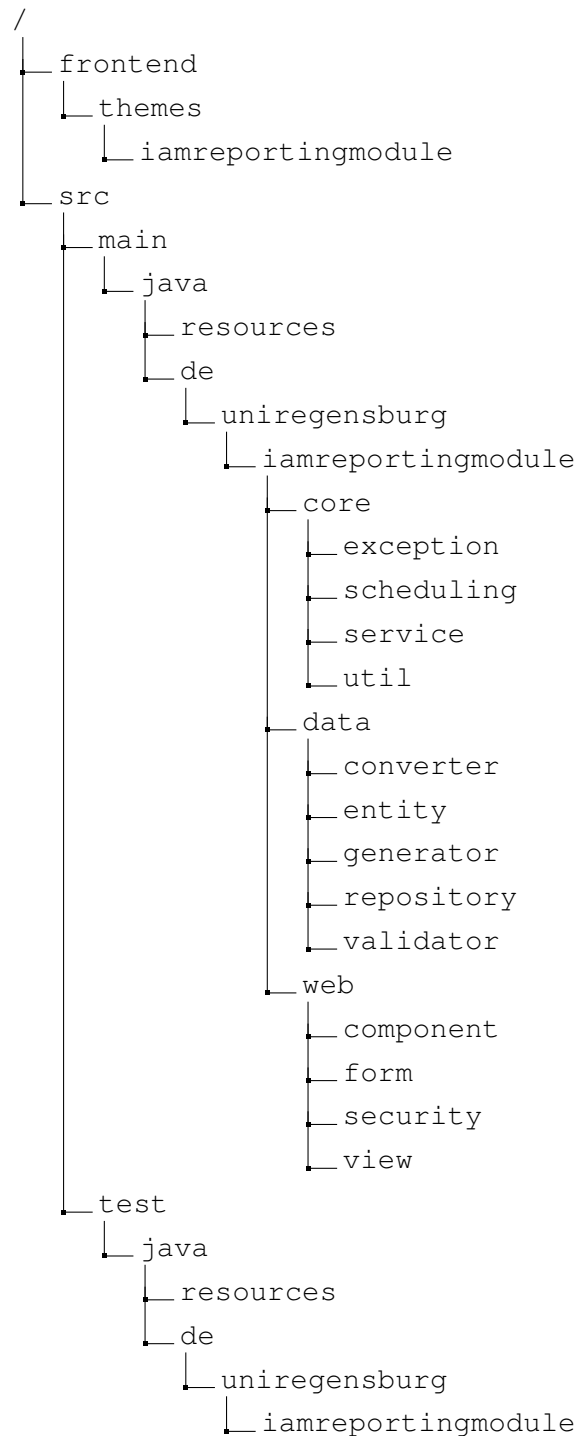 /
frontend
themes
iamreportingmodule
src
main
java
resources
de
uniregensburg
iamreportingmodule
core
exception
scheduling
service
util
data
converter
entity
generator
repository
validator
web
component
form
security
view
test
java
resources
de
uniregensburg
iamreportingmodule